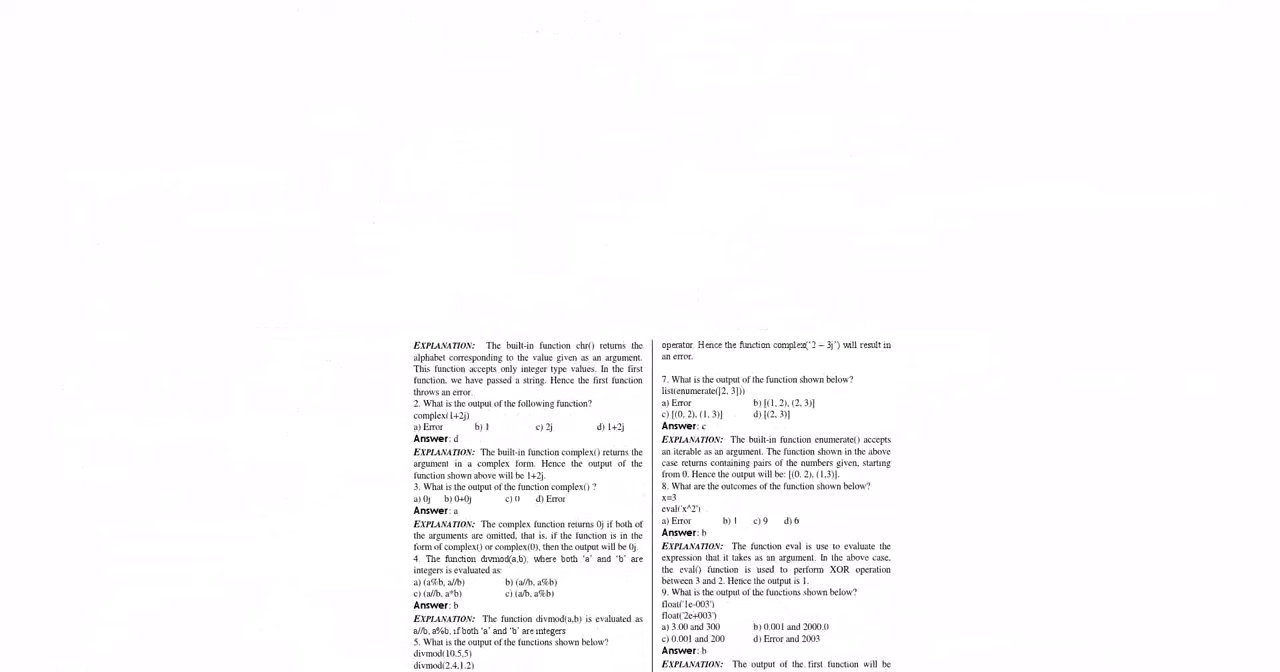 EXPLANATION: The built-in function chr() returns the
alphabet corresponding to the value given as an argument.
This function accepts only integer type values. In the first
function, we have passed a string. Hence the first function
throws an error.
2. What is the output of the following function?
complex(1+2j)
a) Error b) 1 c) 2j d) 1+2j
Answer: d
EXPLANATION: The built-in function complex() returns the
argument in a complex form. Hence the output of the
function shown above will be 1+2j.
3. What is the output of the function complex() ?
a) 0j b) 0+0j c) 0 d) Error
Answer: a
EXPLANATION: The complex function returns 0j if both of
the arguments are omitted, that is, if the function is in the
form of complex() or complex(0), then the output will be 0j.
4. The function divmod(a,b), where both 'a' and 'b' are
integers is evaluated as:
a) (a%b, a//b) b) (a//b, a%b)
c) (a//b, a*b) c) (a/b, a%b)
Answer: b
EXPLANATION: The function divmod(a,b) is evaluated as
a//b, a%b, if both 'a' and 'b' are integers
5. What is the output of the functions shown below?
divmod(10.5,5)
divmod(2.4,1.2)
operator. Hence the function complex('2 – 3j') will result in
an error.
7. What is the output of the function shown below?
list(enumerate([2, 3]))
a) Error b) [(1, 2), (2, 3)]
c) [(0, 2), (1, 3)] d) [(2, 3)]
Answer: c
EXPLANATION: The built-in function enumerate() accepts
an iterable as an argument. The function shown in the above
case returns containing pairs of the numbers given, starting
from 0. Hence the output will be: [(0, 2), (1,3)].
8. What are the outcomes of the function shown below?
x=3
eval('x^2')
a) Error b) 1 c) 9 d) 6
Answer: b
EXPLANATION: The function eval is use to evaluate the
expression that it takes as an argument. In the above case,
the eval() function is used to perform XOR operation
between 3 and 2. Hence the output is 1.
9. What is the output of the functions shown below?
float('1e-003')
float('2e+003')
a) 3.00 and 300 b) 0.001 and 2000.0
c) 0.001 and 200 d) Error and 2003
Answer: b
EXPLANATION: The output of the first function will be